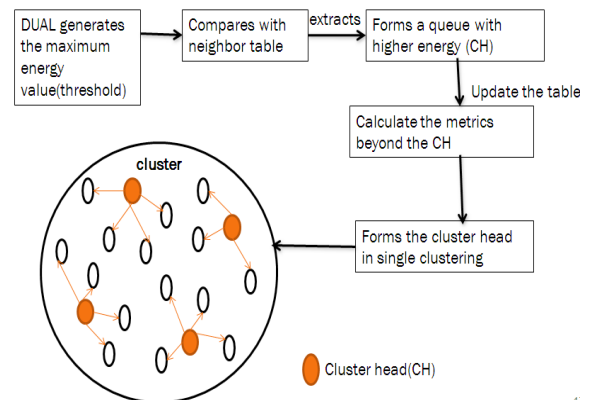 DUAL generates
the maximum
energy
value(threshold)
Compares with
neighbor table
extracts
Forms a queue with
higher energy (CH)
Update the table
Calculate the metrics
beyond the CH
Forms the cluster head
in single clustering
cluster
Cluster head(CH)